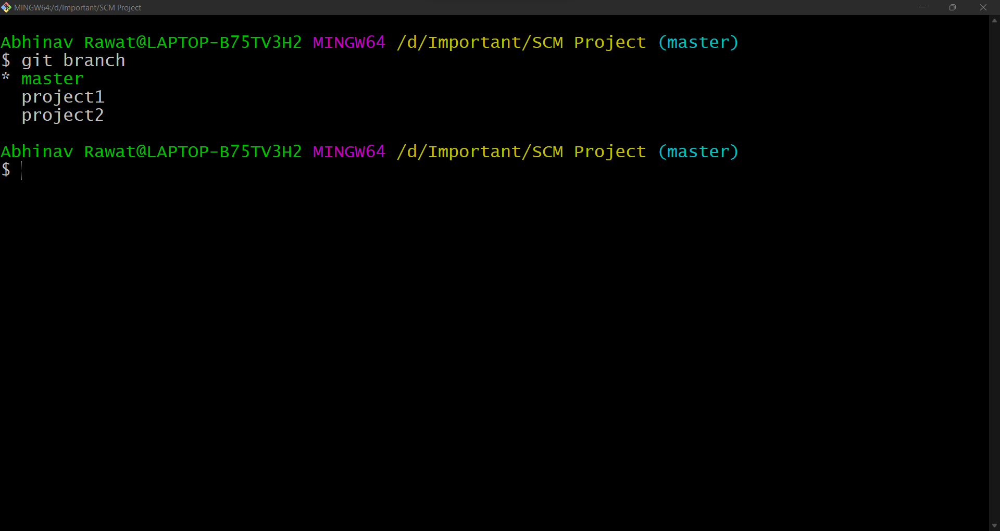 MINGW64:/d/Important/SCM Project
Abhinav Rawat@LAPTOP-B75TV3H2 MINGW64 /d/Important/SCM Project (master)
$ git branch
* master
  project1
  project2
Abhinav Rawat@LAPTOP-B75TV3H2 MINGW64 /d/Important/SCM Project (master)
$